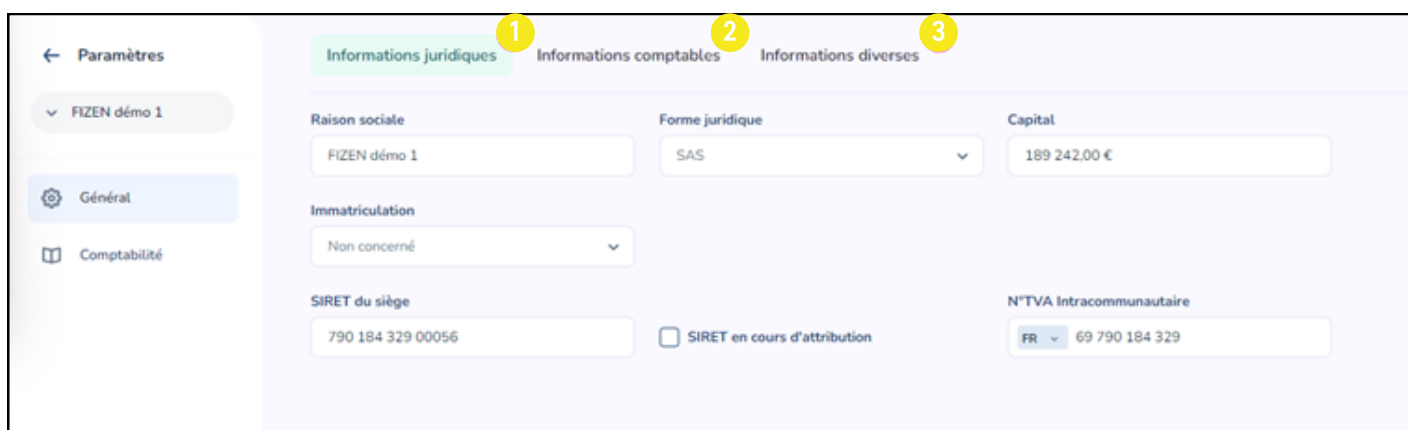 ← Paramètres
FIZEN démo 1
Général
Comptabilité
1 2 3
Informations juridiques Informations comptables Informations diverses
Raison sociale Forme juridique Capital
FIZEN démo 1 SAS 189 242,00 €
Immatriculation
Non concerné
SIRET du siège N°TVA Intracommunautaire
790 184 329 00056 SIRET en cours d'attribution FR 69 790 184 329